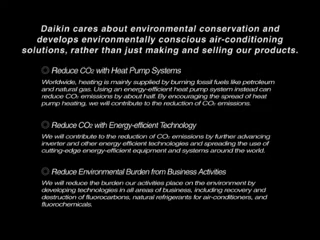 Daikin cares about environmental conservation and
develops environmentally conscious air-conditioning
solutions, rather than just making and selling our products.
Reduce CO2 with Heat Pump Systems
Worldwide, heating is mainly supplied by burning fossil fuels like petroleum
and natural gas. Using an energy-efficient heat pump system instead can
reduce CO2 emissions by about half. By encouraging the spread of heat
pump heating, we will contribute to the reduction of CO2 emissions.
Reduce CO2 with Energy-efficient Technology
We will contribute to the reduction of CO2 emissions by further advancing
inverter and other energy efficient technologies and spreading the use of
cutting-edge energy-efficient equipment and systems around the world.
Reduce Environmental Burden from Business Activities
We will reduce the burden our activities place on the environment by
developing technologies in all areas of business, including recovery and
destruction of fluorocarbons, natural refrigerants for air-conditioners, and
fluorochemicals.